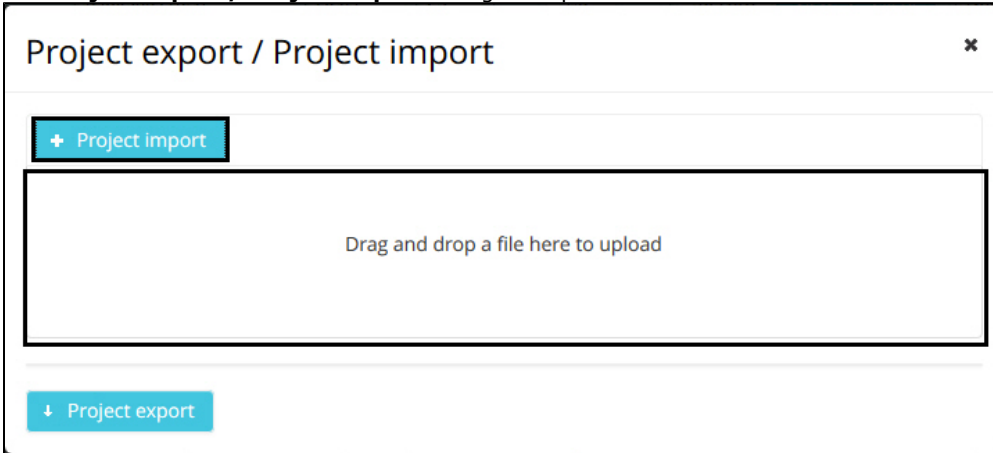 Project export / Project import
Project import
Drag and drop a file here to upload
Project export